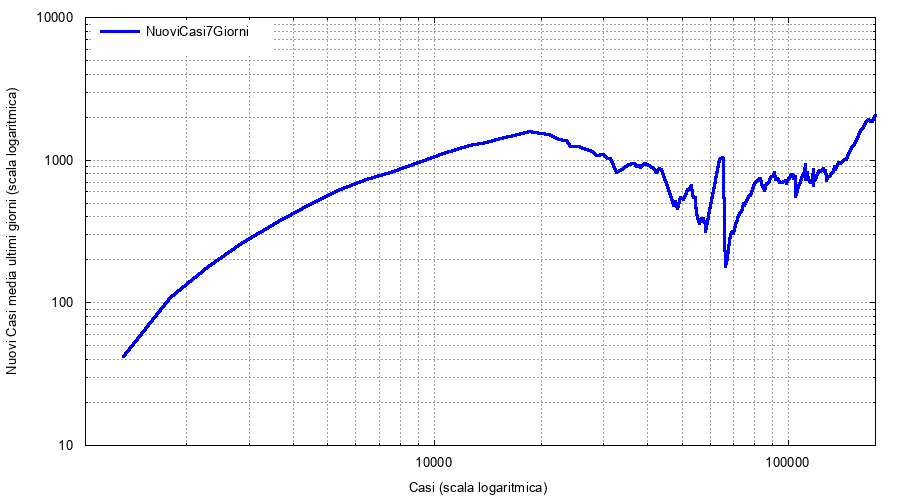 10000
NuoviCasi7Giorni
1000
100
10
10000
100000
Nuovi Casi media ultimi giorni (scala logaritmica)
Casi (scala logaritmica)